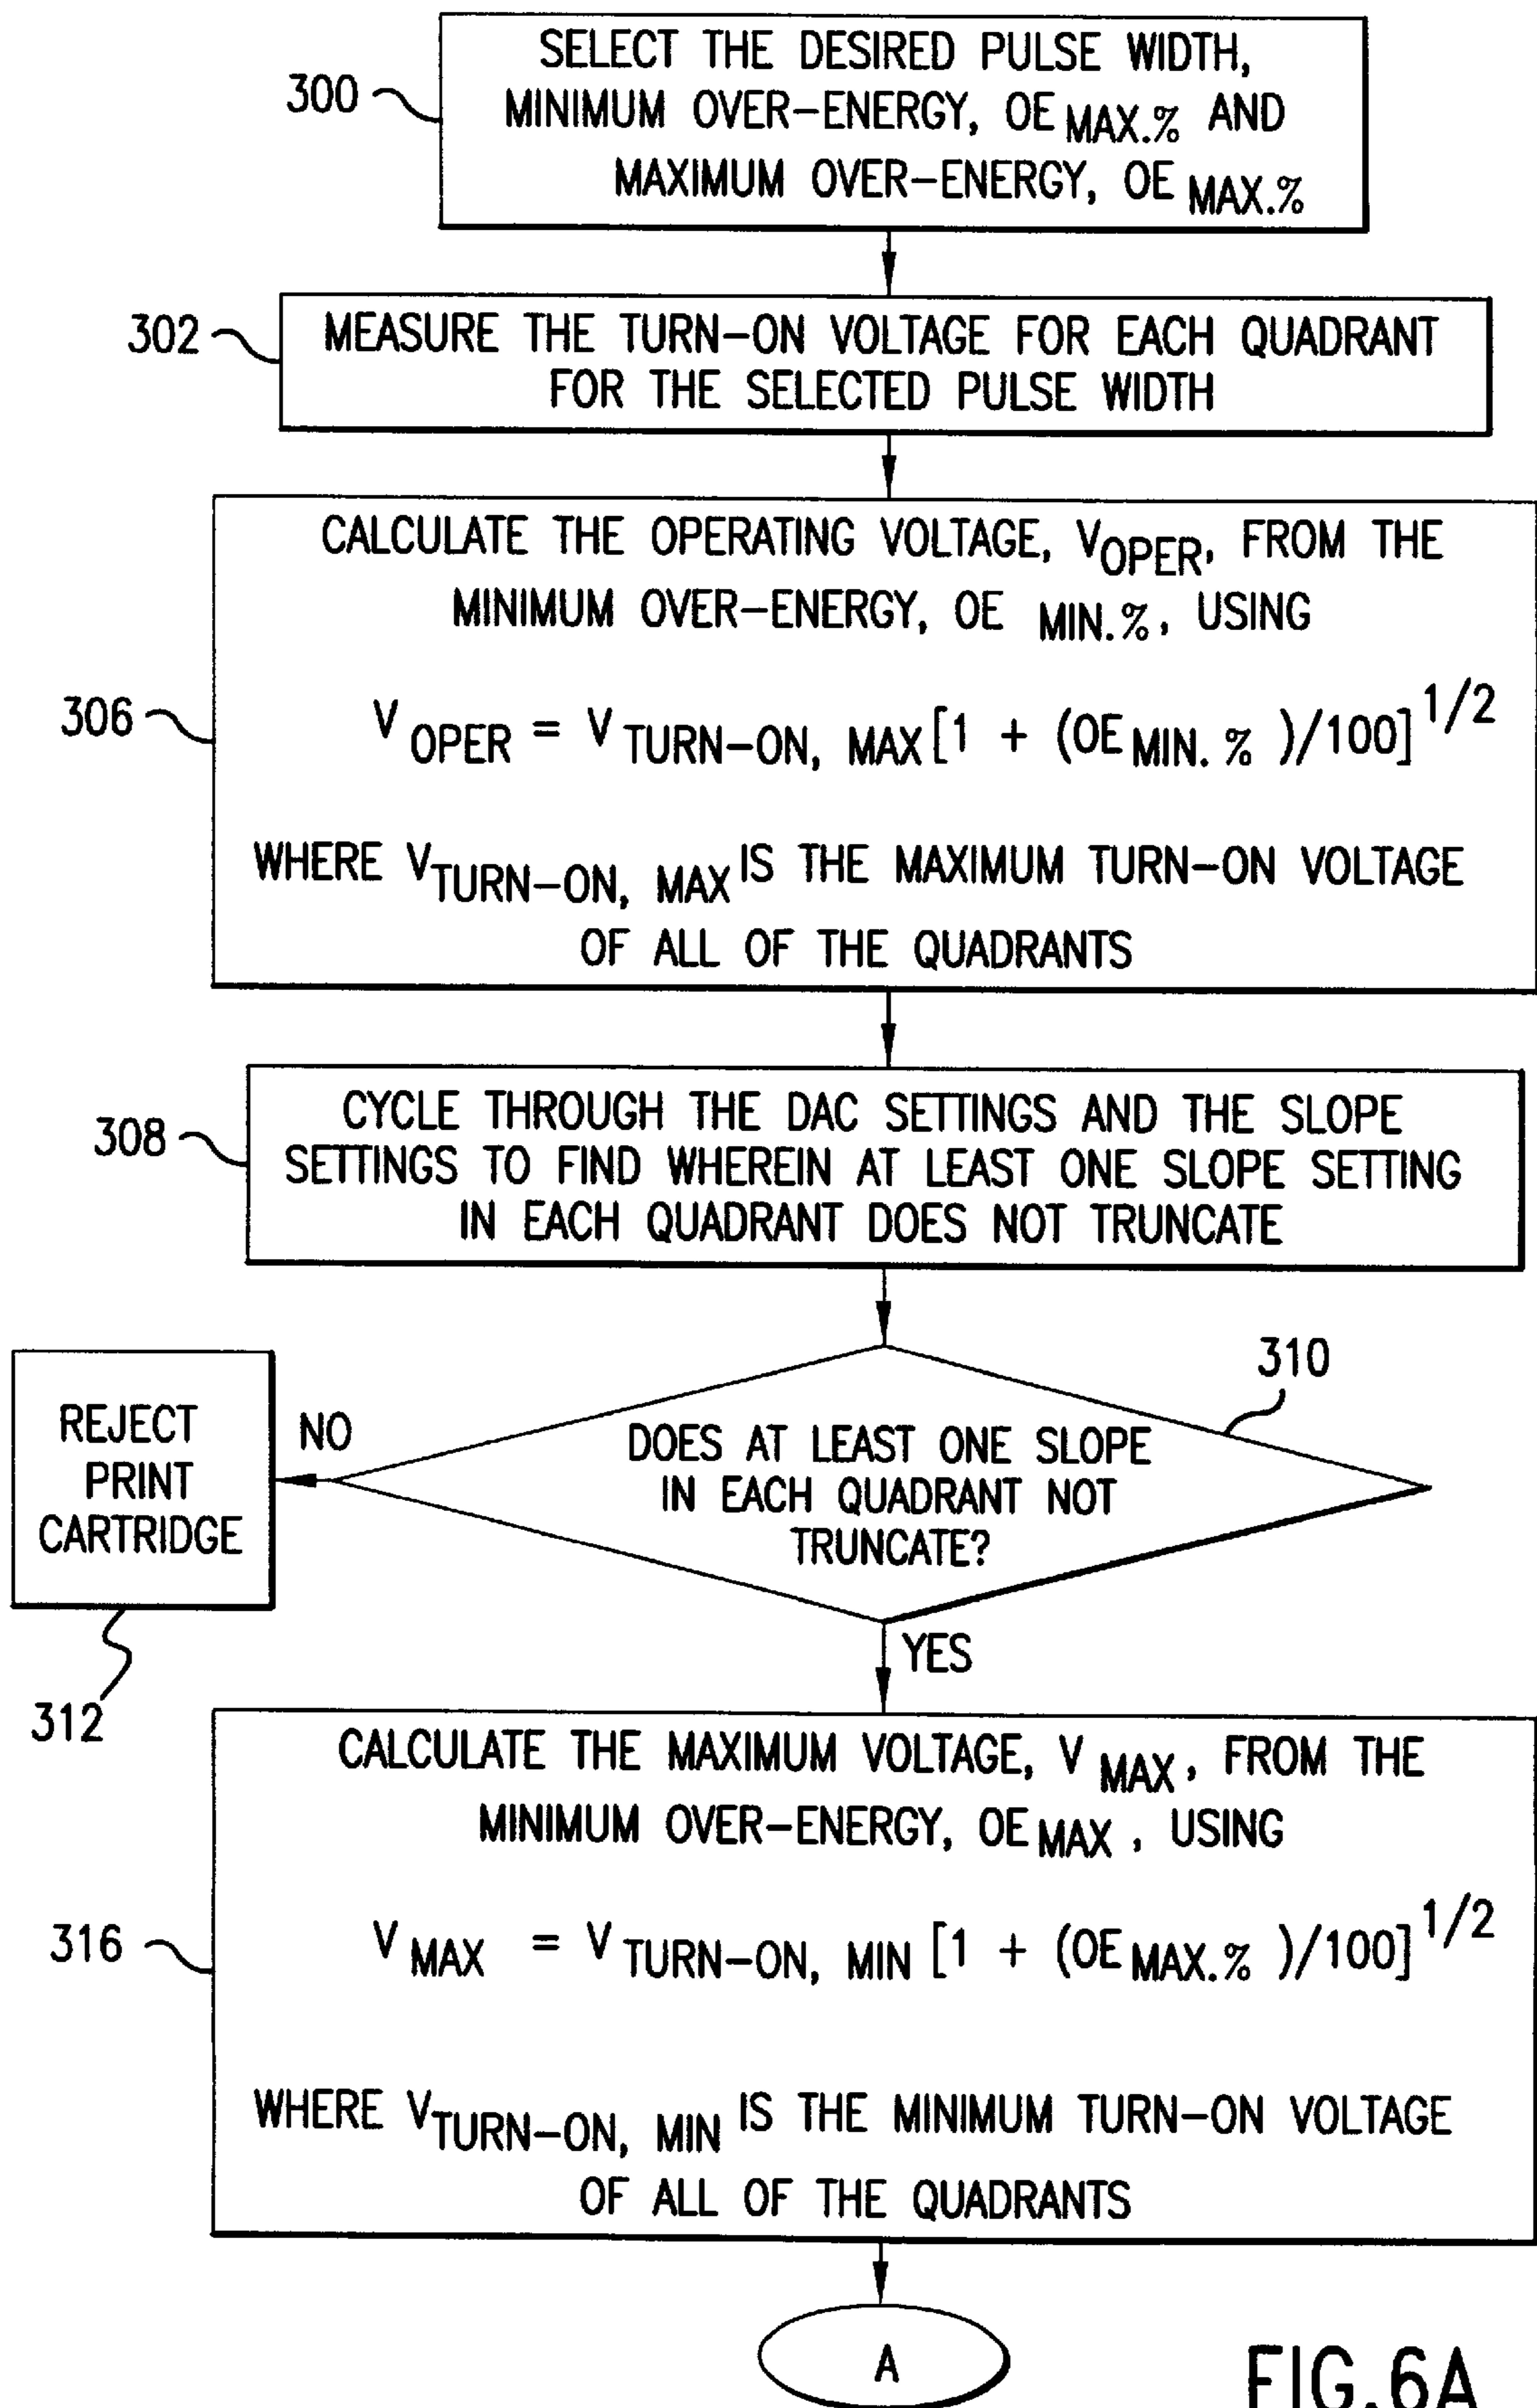 SELECT THE DESIRED PULSE WIDTH,
300
MINIMUM OVER-ENERGY, OE MAX.% AND
MAXIMUM OVER-ENERGY, OE MAX.%
302
MEASURE THE TURN-ON VOLTAGE FOR EACH QUADRANT
FOR THE SELECTED PULSE WIDTH
CALCULATE THE OPERATING VOLTAGE, VOPER, FROM THE
MINIMUM OVER-ENERGY, OE MIN.%, USING
306
V OPER = V TURN-ON, MAX [1 + (OE MIN. % )/100] 1/2
WHERE VTURN-ON, MAX IS THE MAXIMUM TURN-ON VOLTAGE
OF ALL OF THE QUADRANTS
308
CYCLE THROUGH THE DAC SETTINGS AND THE SLOPE
SETTINGS TO FIND WHEREIN AT LEAST ONE SLOPE SETTING
IN EACH QUADRANT DOES NOT TRUNCATE
310
DOES AT LEAST ONE SLOPE
IN EACH QUADRANT NOT
TRUNCATE?
NO
REJECT
PRINT
CARTRIDGE
312
YES
CALCULATE THE MAXIMUM VOLTAGE, V MAX, FROM THE
MINIMUM OVER-ENERGY, OE MAX , USING
316
V MAX = V TURN-ON, MIN [1 + (OE MAX.% )/100] 1/2
WHERE VTURN-ON, MIN IS THE MINIMUM TURN-ON VOLTAGE
OF ALL OF THE QUADRANTS
A
FIG.6A